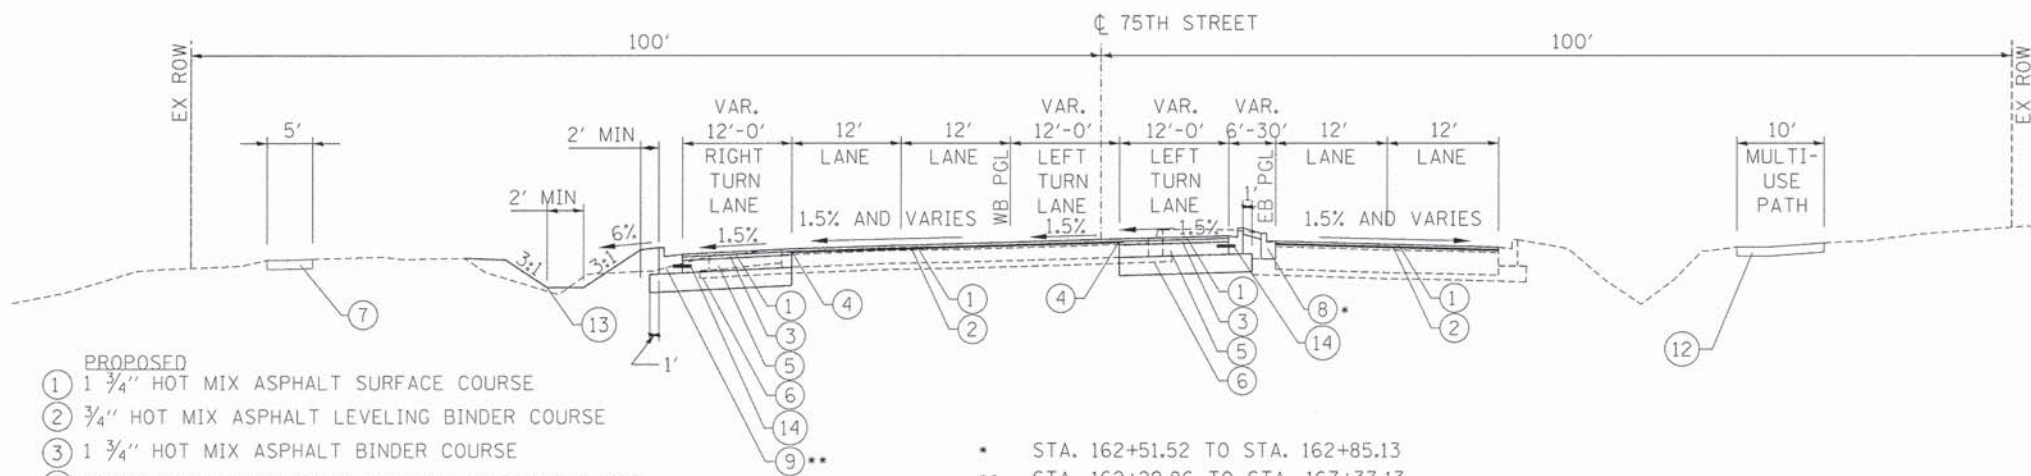 ℄ 75TH STREET
100' 100'
EX ROW EX ROW
VAR. VAR. VAR. VAR.
5' 2' MIN 12'-0' 12' 12' 12'-0' 12'-0' 6'-30' 12' 12' 10'
RIGHT TURN LANE
LANE
LANE
LEFT TURN LANE
LEFT TURN LANE
LANE
LANE
MULTI-USE PATH
WB PGL
EB PGL
1'
2' MIN
3:1 3:1 6% 1.5% 1.5% AND VARIES 1.5% 1.5% 1.5% AND VARIES
7 13 1' 1 3 5 6 14 9 ** 4 1 2 4 1 3 5 6 8 * 14 1 2 12
PROPOSED
1 1 3/4" HOT MIX ASPHALT SURFACE COURSE
2 3/4" HOT MIX ASPHALT LEVELING BINDER COURSE
3 1 3/4" HOT MIX ASPHALT BINDER COURSE
* STA. 162+51.52 TO STA. 162+85.13